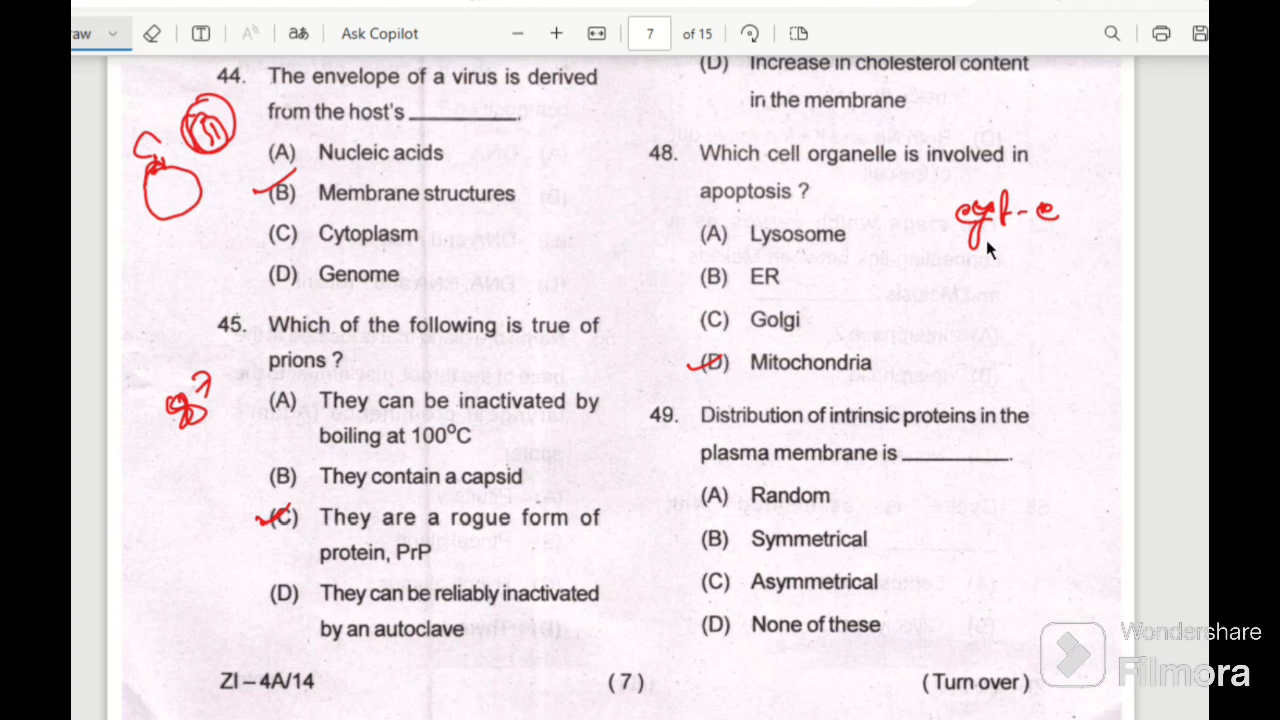 raw
Ask Copilot
7 of 15
44. The envelope of a virus is derived
from the host's __________.
(A) Nucleic acids
(B) Membrane structures
(C) Cytoplasm
(D) Genome
45. Which of the following is true of
prions ?
(A) They can be inactivated by
boiling at 100°C
(B) They contain a capsid
(C) They are a rogue form of
protein, PrP
(D) They can be reliably inactivated
by an autoclave
ZI – 4A/14
(D) Increase in cholesterol content
in the membrane
48. Which cell organelle is involved in
apoptosis ?
cyt-c
(A) Lysosome
(B) ER
(C) Golgi
(D) Mitochondria
49. Distribution of intrinsic proteins in the
plasma membrane is __________.
(A) Random
(B) Symmetrical
(C) Asymmetrical
(D) None of these
( 7 )
( Turn over )
Wondershare
Filmora